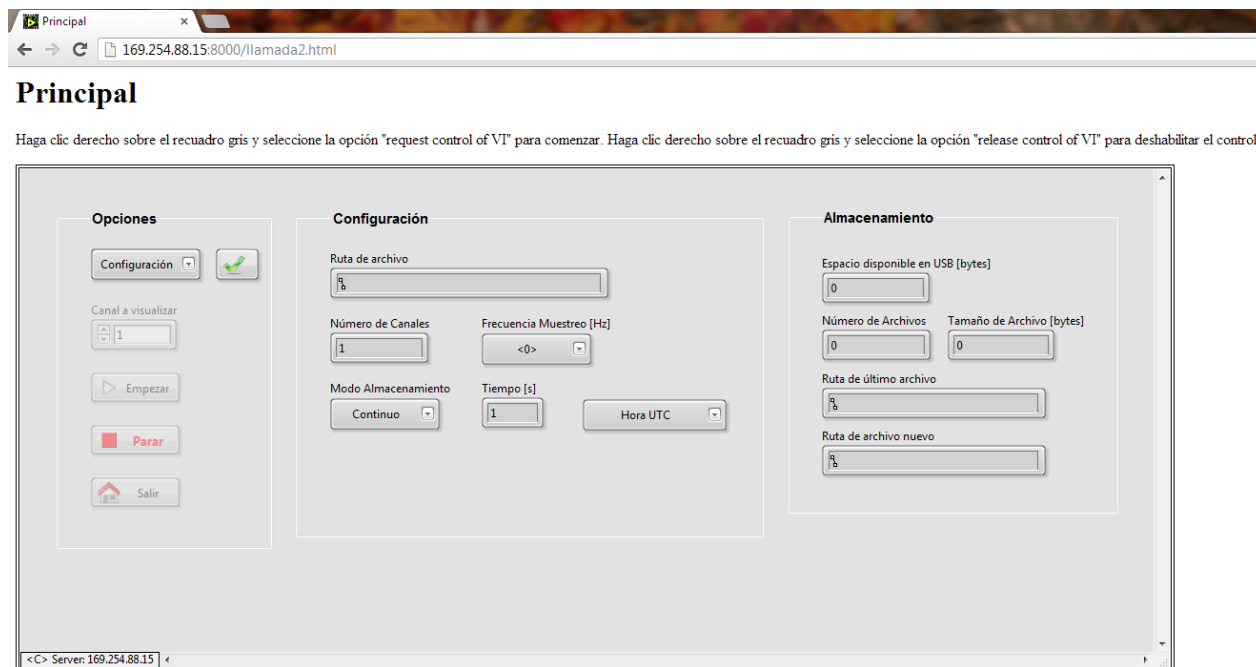 Principal
169.254.88.15:8000/llamada2.html
Principal
Haga clic derecho sobre el recuadro gris y seleccione la opción "request control of VI" para comenzar. Haga clic derecho sobre el recuadro gris y seleccione la opción "release control of VI" para deshabilitar el control
Opciones
Configuración
Canal a visualizar
1
Empezar
Parar
Salir
Configuración
Ruta de archivo
Número de Canales
Frecuencia Muestreo [Hz]
1
<0>
Modo Almacenamiento
Tiempo [s]
Continuo
1
Hora UTC
Almacenamiento
Espacio disponible en USB [bytes]
0
Número de Archivos
Tamaño de Archivo [bytes]
0
0
Ruta de último archivo
Ruta de archivo nuevo
<C> Server: 169.254.88.15